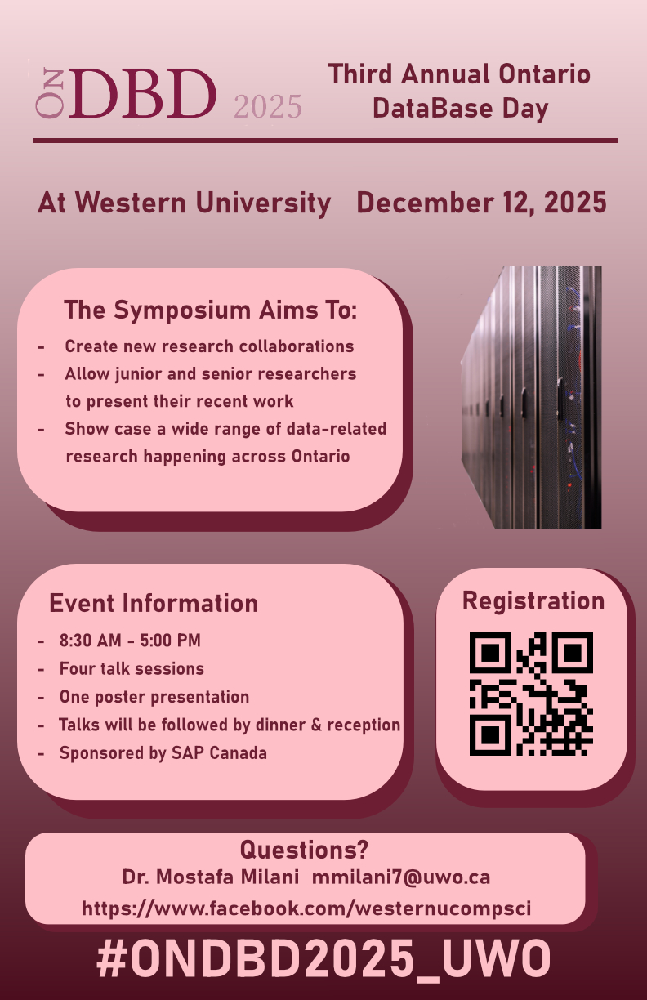 ON DBD 2025
Third Annual Ontario
DataBase Day
At Western University December 12, 2025
The Symposium Aims To:
- Create new research collaborations
- Allow junior and senior researchers
to present their recent work
- Show case a wide range of data-related
research happening across Ontario
Event Information
- 8:30 AM - 5:00 PM
- Four talk sessions
- One poster presentation
- Talks will be followed by dinner & reception
- Sponsored by SAP Canada
Registration
Questions?
Dr. Mostafa Milani mmilani7@uwo.ca
https://www.facebook.com/westernucompsci
#ONDBD2025_UWO